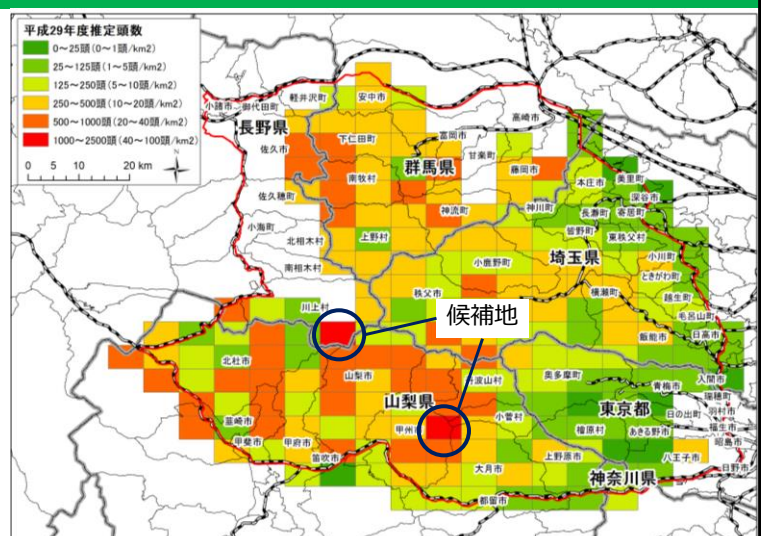 平成29年度推定頭数
0～25頭(0～1頭/km2)
25～125頭(1～5頭/km2)
125～250頭(5～10頭/km2)
250～500頭(10～20頭/km2)
500～1000頭(20～40頭/km2)
1000～2500頭(40～100頭/km2)
0 5 10 20 km
N
小諸市
御代田町
軽井沢町
安中市
高崎市
長野県
佐久市
下仁田町
富岡市
甘楽町
群馬県
藤岡市
南牧村
本庄市
美里町
深谷市
佐久穂町
神流町
神川町
長瀞町
寄居町
小海町
上野村
皆野町
東秩父村
北相木村
小鹿野町
埼玉県
小川町
ときがわ町
南相木村
秩父市
横瀬町
越生町
毛呂山町
川上村
候補地
飯能市
日高市
北杜市
山梨市
丹波山村
奥多摩町
入間市
青梅市
瑞穂町
山梨県
小菅村
東京都
日の出町
羽村市
韮崎市
甲州市
檜原村
あきる野市
福生市
昭島市
甲斐市
甲府市
笛吹市
大月市
上野原市
八王子市
日野市
神奈川県
都留市